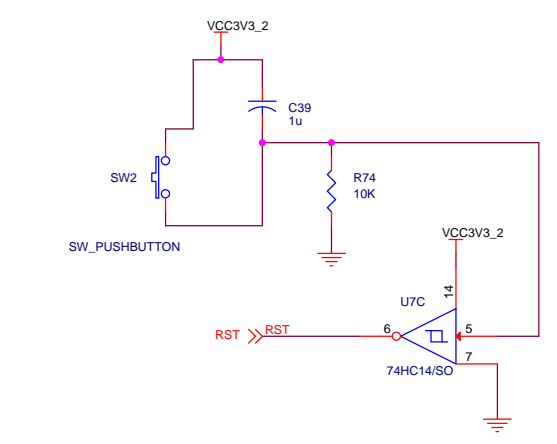 VCC3V3_2
C39
1u
SW2
R74
10K
SW_PUSHBUTTON
VCC3V3_2
14
U7C
RST
RST
6
5
7
74HC14/SO